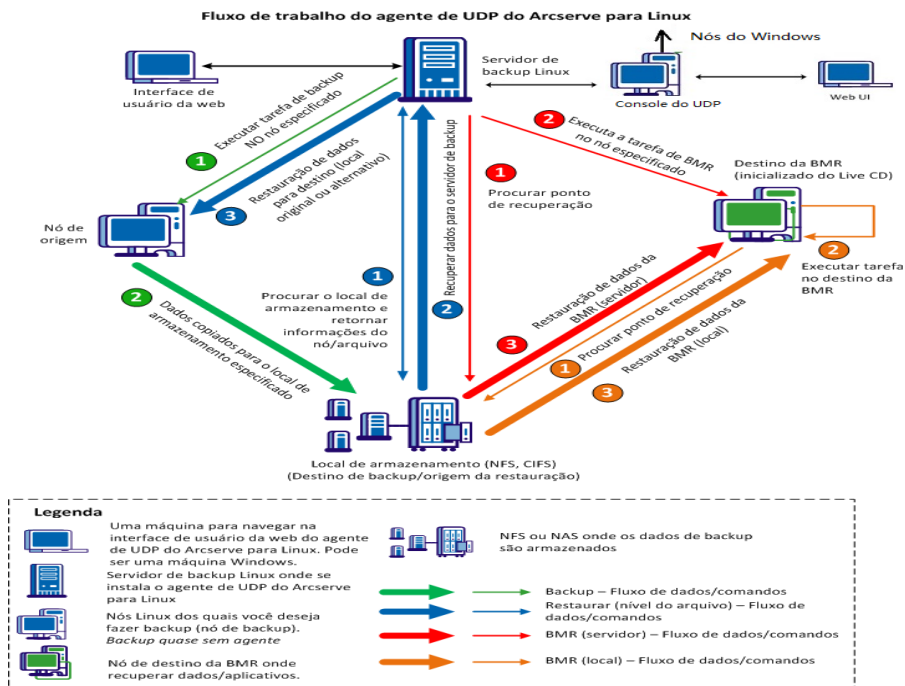 Fluxo de trabalho do agente de UDP do Arcserve para Linux
Nós do Windows
Servidor de
backup Linux
Interface de
usuário da web
Console do UDP
Web UI
Executar tarefa de backup
NO nó especificado
1
Restauração de dados
para destino (local
original ou alternativo)
3
2
Executa a tarefa de BMR
no nó especificado
1
Procurar ponto
de recuperação
Destino da BMR
(inicializado do Live CD)
Nó de
origem
2
Executar tarefa
no destino da
BMR
Recuperar dados para o servidor de backup
2
1
Procurar o local de
armazenamento e
retornar
informações do
nó/arquivo
2
Dados copiados para o local de
armazenamento especificado
Restauração de dados da
BMR (servidor)
3
Procurar ponto de recuperação
1
Restauração de dados da
BMR (local)
3
Local de armazenamento (NFS, CIFS)
(Destino de backup/origem da restauração)
Legenda
Uma máquina para navegar na
interface de usuário da web do agente
de UDP do Arcserve para Linux. Pode
ser uma máquina Windows.
Servidor de backup Linux onde se
instala o agente de UDP do Arcserve
para Linux
Nós Linux dos quais você deseja
fazer backup (nó de backup).
Backup quase sem agente
Nó de destino da BMR onde
recuperar dados/aplicativos.
NFS ou NAS onde os dados de backup
são armazenados
Backup – Fluxo de dados/comandos
Restaurar (nível do arquivo) – Fluxo de
dados/comandos
BMR (servidor) – Fluxo de dados/comandos
BMR (local) – Fluxo de dados/comandos